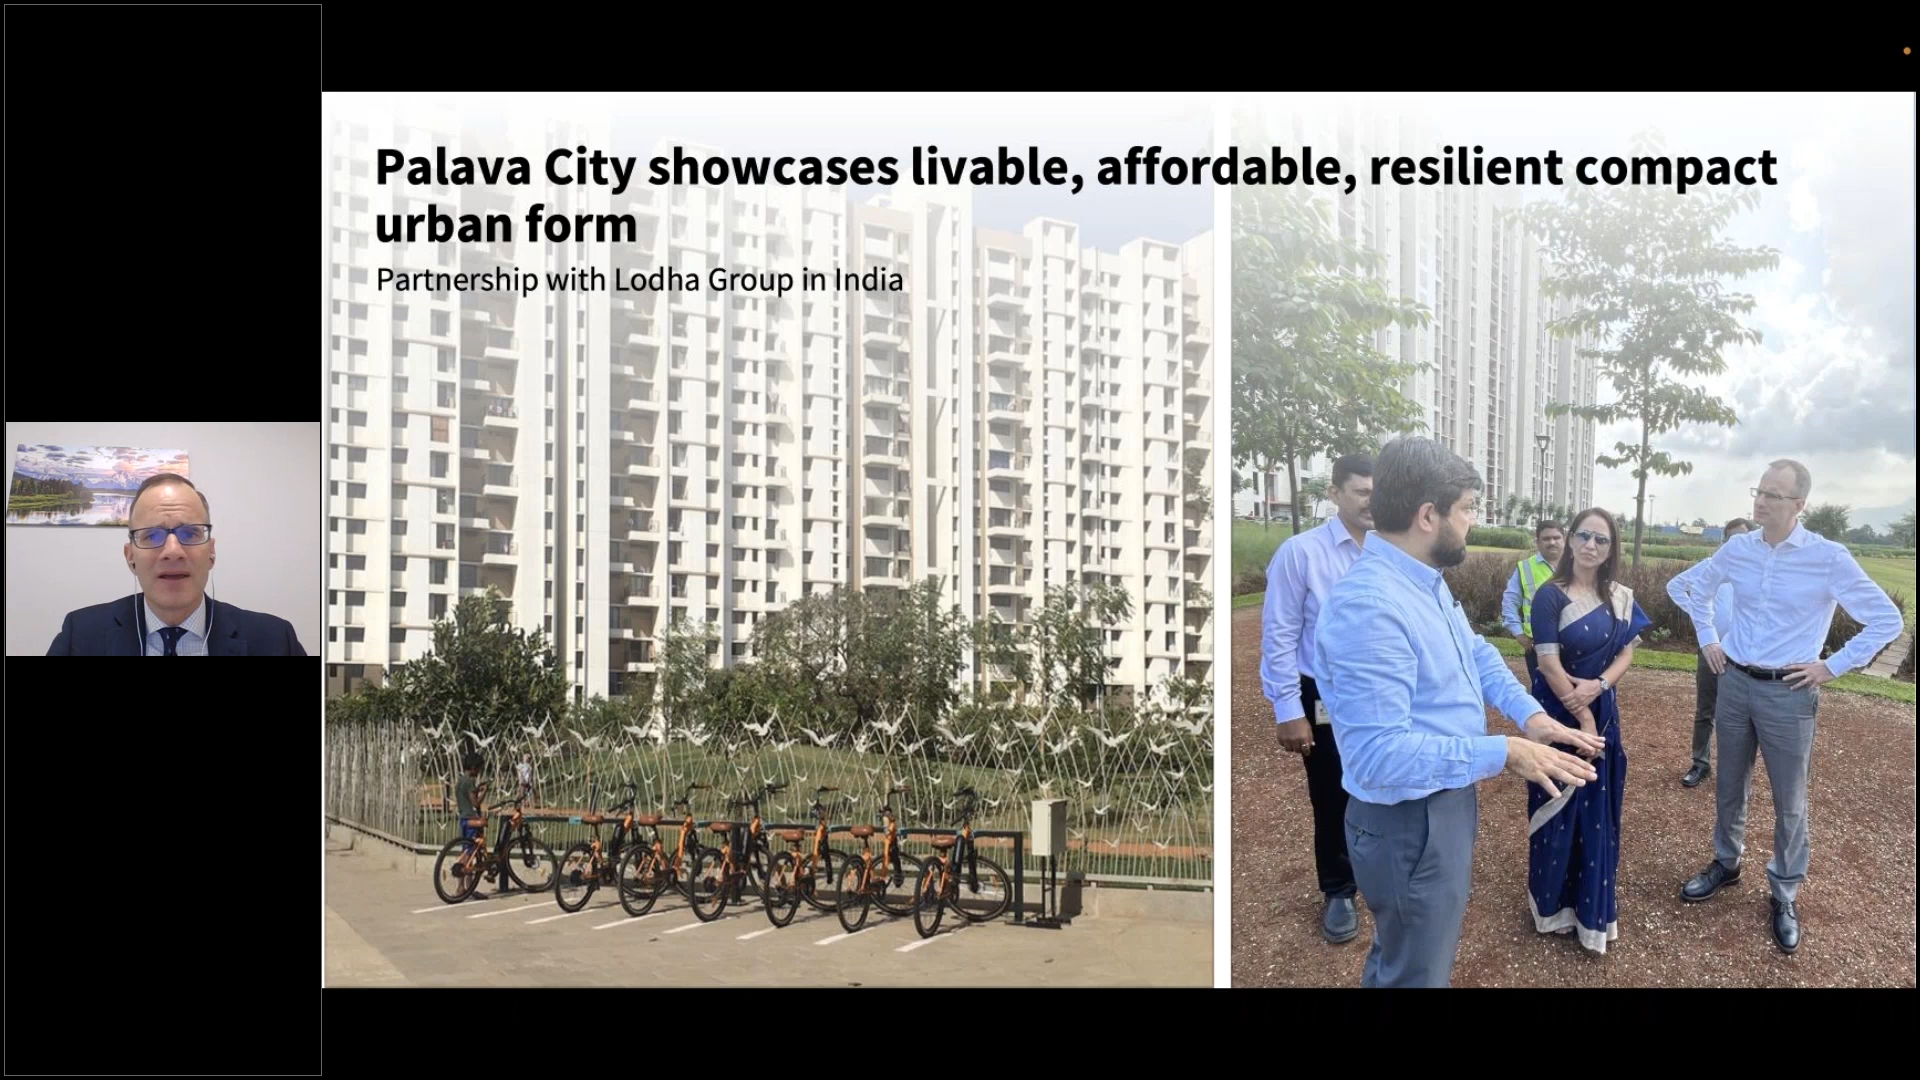 Palava City showcases livable, affordable, resilient compact
urban form
Partnership with Lodha Group in India